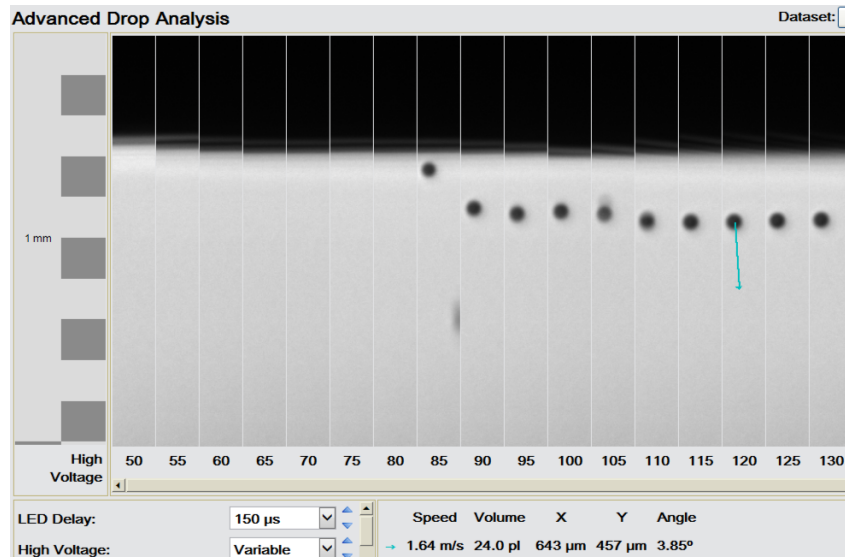 Advanced Drop Analysis Dataset:
1 mm
High Voltage 50 55 60 65 70 75 80 85 90 95 100 105 110 115 120 125 130
LED Delay: 150 µs
Speed Volume X Y Angle
High Voltage: Variable
1.64 m/s 24.0 pl 643 µm 457 µm 3.85º